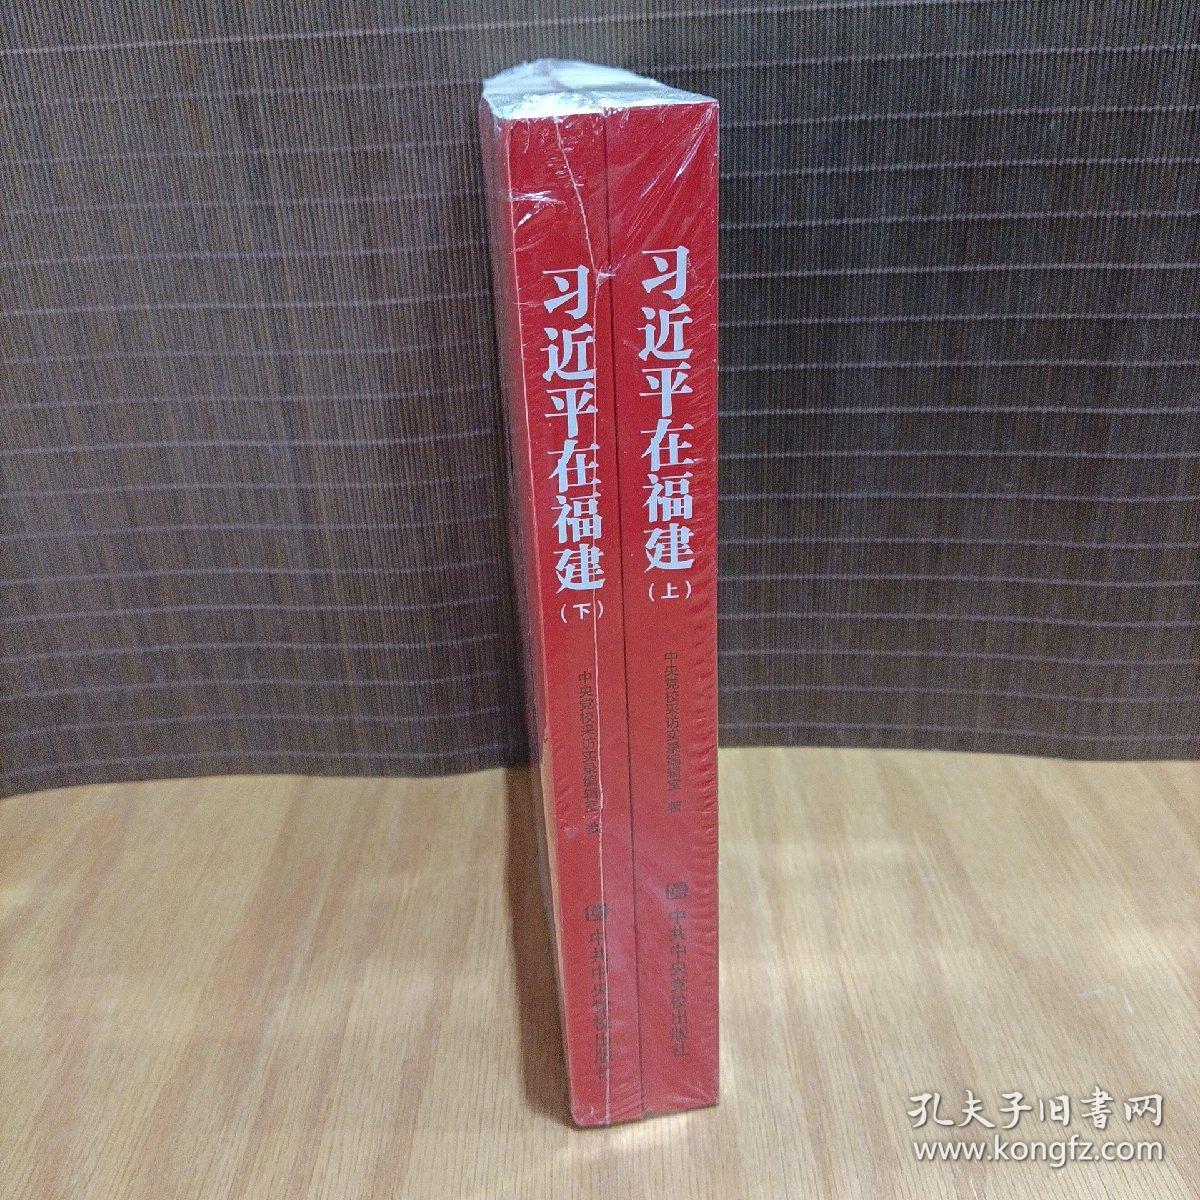 习近平在福建
（上）
中央党校采访实录编辑室 著
中共中央党校出版社
习近平在福建
（下）
中央党校采访实录编辑室 著
中共中央党校出版社
孔夫子旧書网
www.kongfz.com